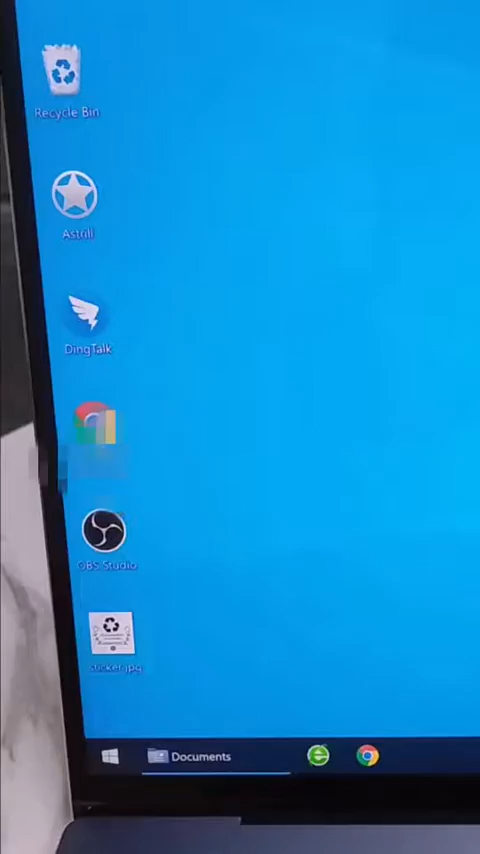 Recycle Bin
Astrill
DingTalk
OBS Studio
sticker.jpg
Documents